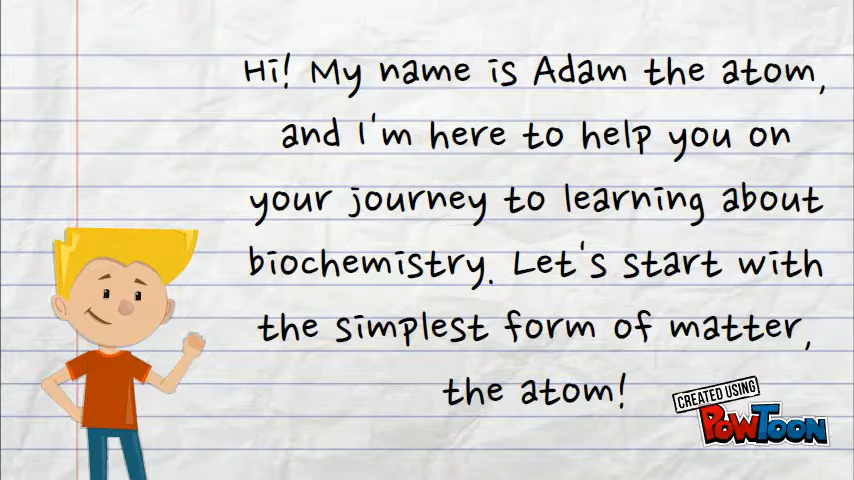 Hi! My name is Adam the atom,
and I'm here to help you on
your journey to learning about
biochemistry. Let's start with
the simplest form of matter,
the atom!
CREATED USING
POWTOON